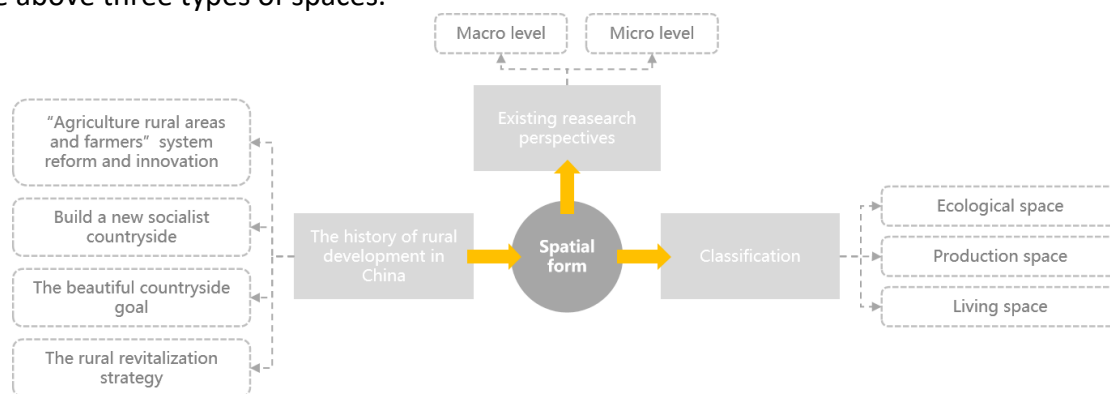 above three types of spaces.
Macro level
Micro level
Existing reasearch
perspectives
“Agriculture rural areas
and farmers” system
reform and innovation
Build a new socialist
countryside
The beautiful countryside
goal
The rural revitalization
strategy
The history of rural
development in
China
Spatial
form
Classification
Ecological space
Production space
Living space